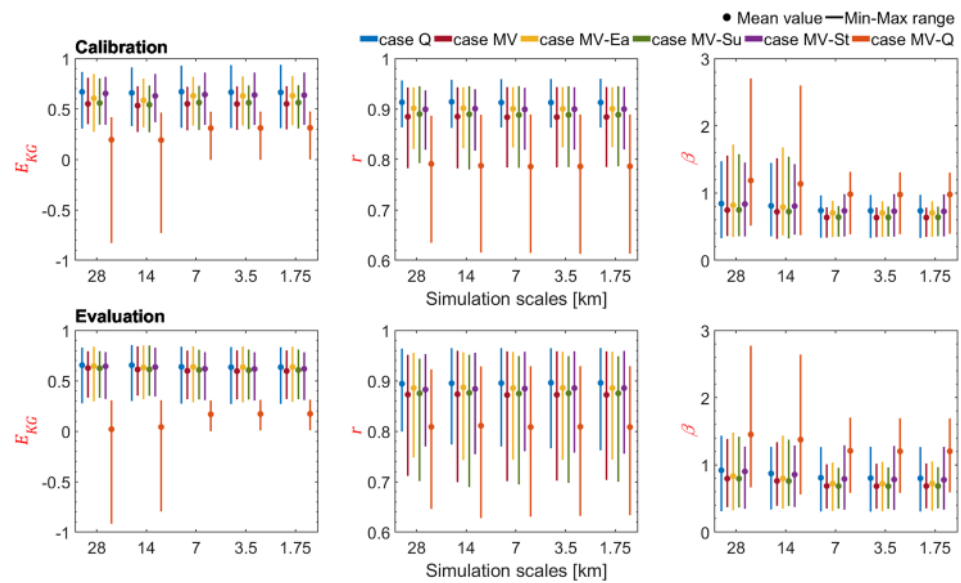 Mean value Min-Max range
case Q case MV case MV-Ea case MV-Su case MV-St case MV-Q
Calibration
1
0.5
0
-0.5
-1
E_KG
28 14 7 3.5 1.75
1
0.9
0.8
0.7
0.6
r
28 14 7 3.5 1.75
Simulation scales [km]
3
2
1
0
β
28 14 7 3.5 1.75
Evaluation
1
0.5
0
-0.5
-1
E_KG
28 14 7 3.5 1.75
1
0.9
0.8
0.7
0.6
r
28 14 7 3.5 1.75
Simulation scales [km]
3
2
1
0
β
28 14 7 3.5 1.75